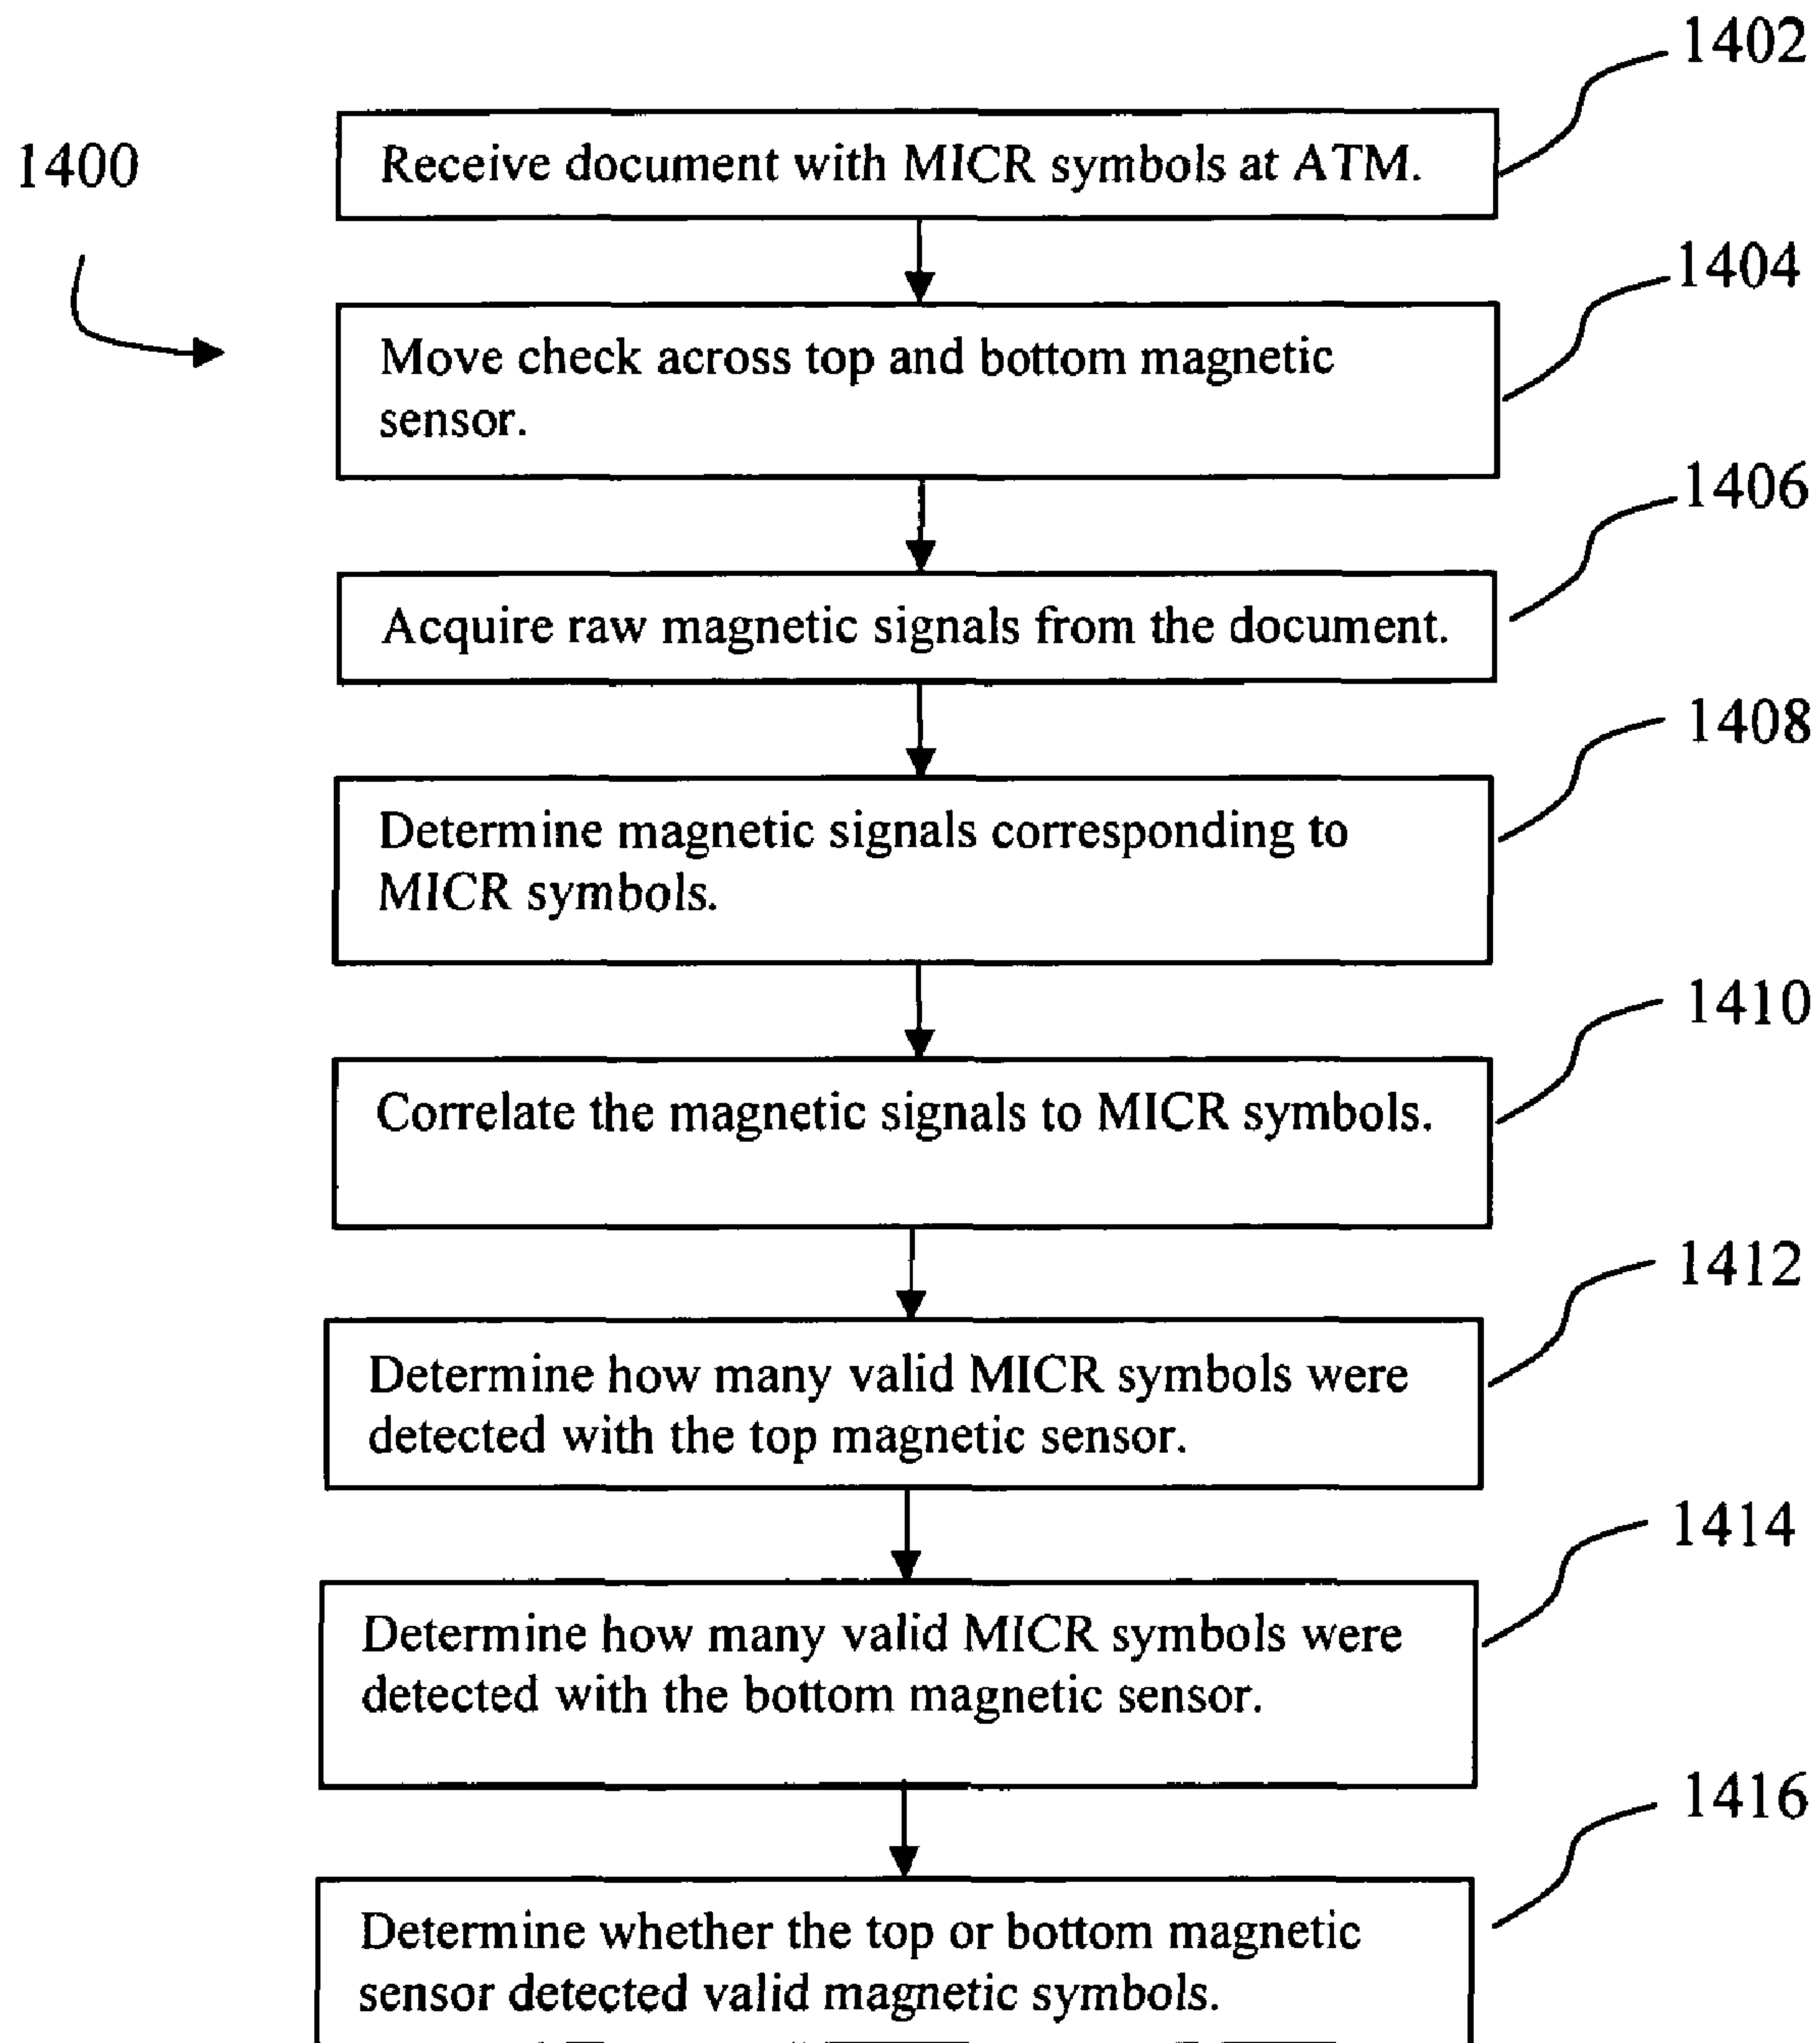 1402
1400
Receive document with MICR symbols at ATM.
1404
Move check across top and bottom magnetic
sensor.
1406
Acquire raw magnetic signals from the document.
1408
Determine magnetic signals corresponding to
MICR symbols.
1410
Correlate the magnetic signals to MICR symbols.
1412
Determine how many valid MICR symbols were
detected with the top magnetic sensor.
1414
Determine how many valid MICR symbols were
detected with the bottom magnetic sensor.
1416
Determine whether the top or bottom magnetic
sensor detected valid magnetic symbols.